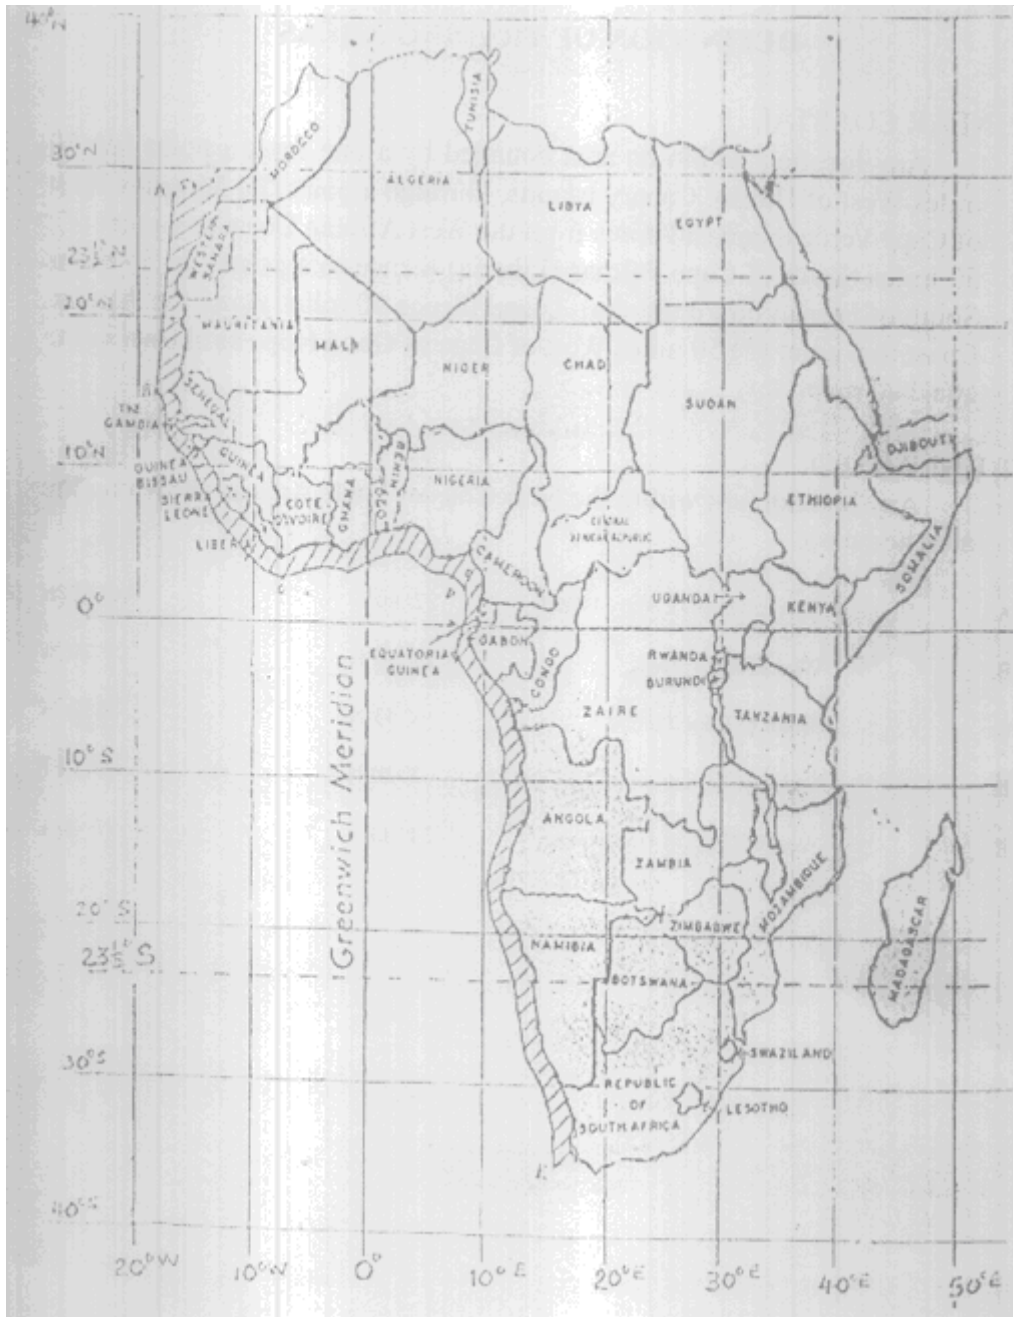 40°N
TUNISIA
MOROCCO
30°N
ALGERIA
A
LIBYA
EGYPT
WESTERN
SAHARA
23½°N
20°N
MAURITANIA
MALI
NIGER
CHAD
SUDAN
B
SENEGAL
THE
GAMBIA
10°N
GUINEA
BISSAU
GUINEA
SIERRA
LEONE
COTE
D'VOIRE
GHANA
TOGO
BENIN
NIGERIA
DJIBOUTI
ETHIOPIA
CENTRAL
AFRICAN REPUBLIC
LIBERIA
CAMEROON
SOMALIA
C
UGANDA
KENYA
0°
GABON
EQUATORIA
GUINEA
CONGO
RWANDA
BURUNDI
ZAIRE
TANZANIA
10°S
Greenwich Meridian
ANGOLA
ZAMBIA
MOZAMBIQUE
20°S
ZIMBABWE
MADAGASCAR
23½°S
NAMIBIA
BOTSWANA
30°S
SWAZILAND
REPUBLIC
OF
SOUTH AFRICA
LESOTHO
E
40°S
20°W
10°W
0°
10°E
20°E
30°E
40°E
50°E